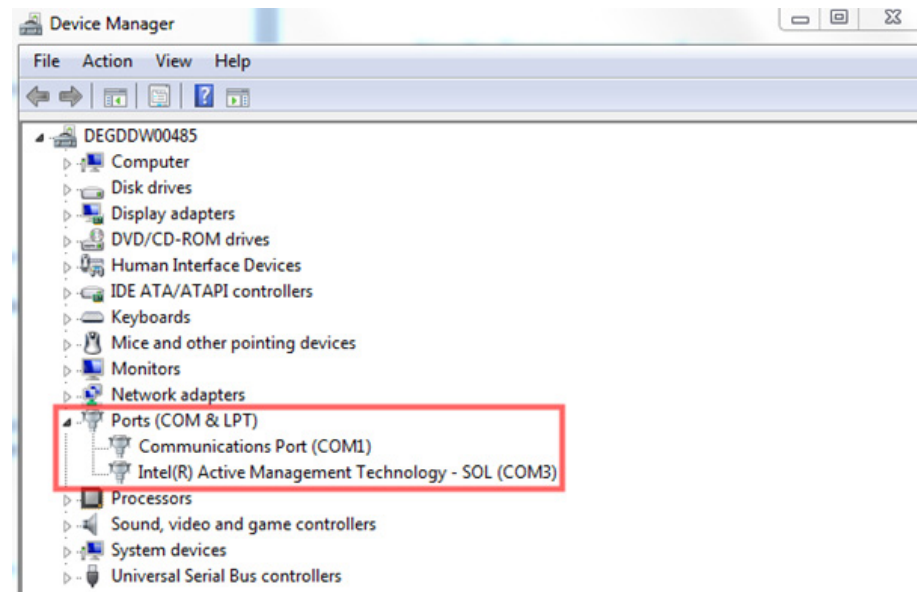 Device Manager
File Action View Help
DEGDDW00485
Computer
Disk drives
Display adapters
DVD/CD-ROM drives
Human Interface Devices
IDE ATA/ATAPI controllers
Keyboards
Mice and other pointing devices
Monitors
Network adapters
Ports (COM & LPT)
Communications Port (COM1)
Intel(R) Active Management Technology - SOL (COM3)
Processors
Sound, video and game controllers
System devices
Universal Serial Bus controllers